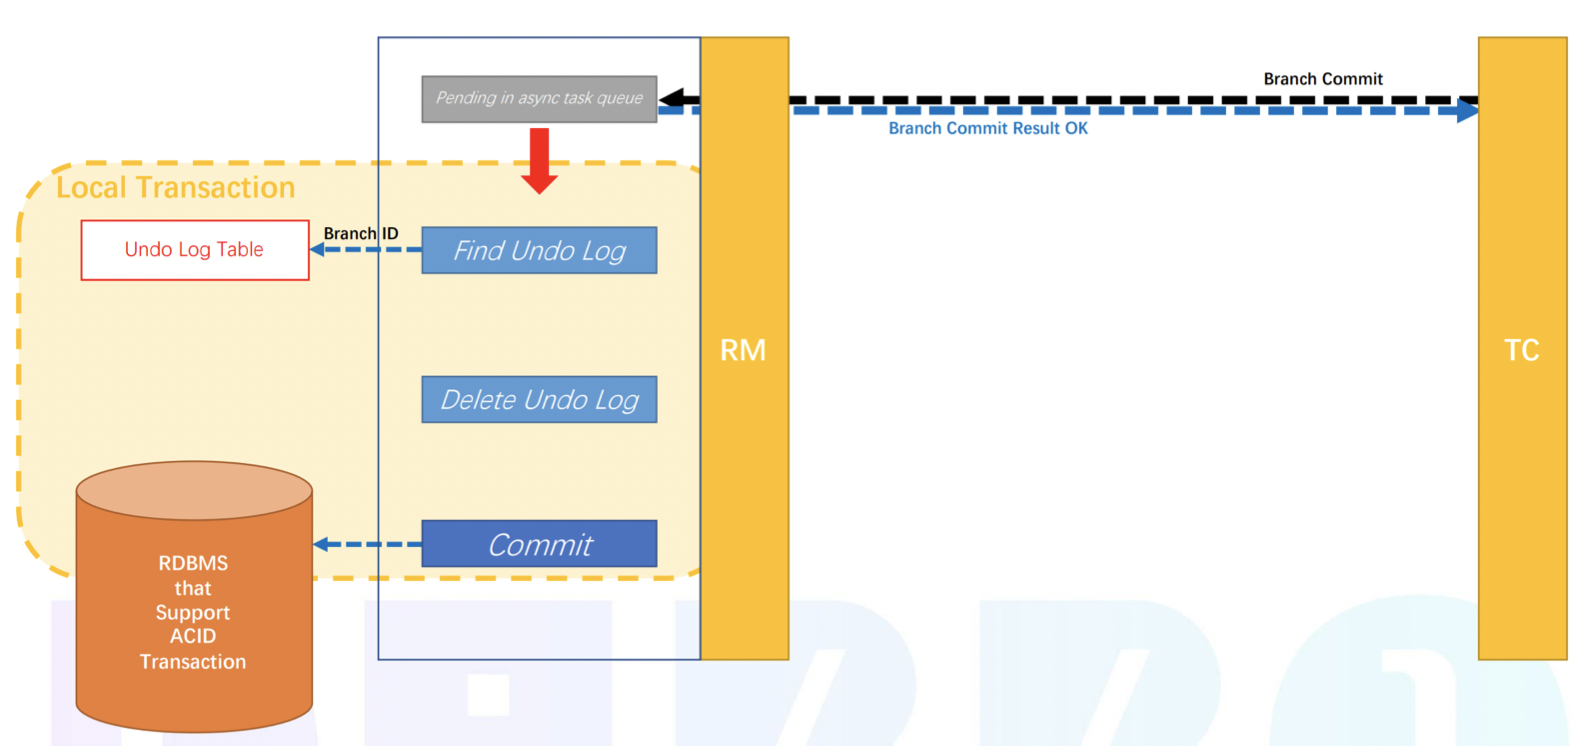 Branch Commit
Pending in async task queue
Branch Commit Result OK
Local Transaction
Branch ID
Undo Log Table
Find Undo Log
RM
TC
Delete Undo Log
Commit
RDBMS
that
Support
ACID
Transaction